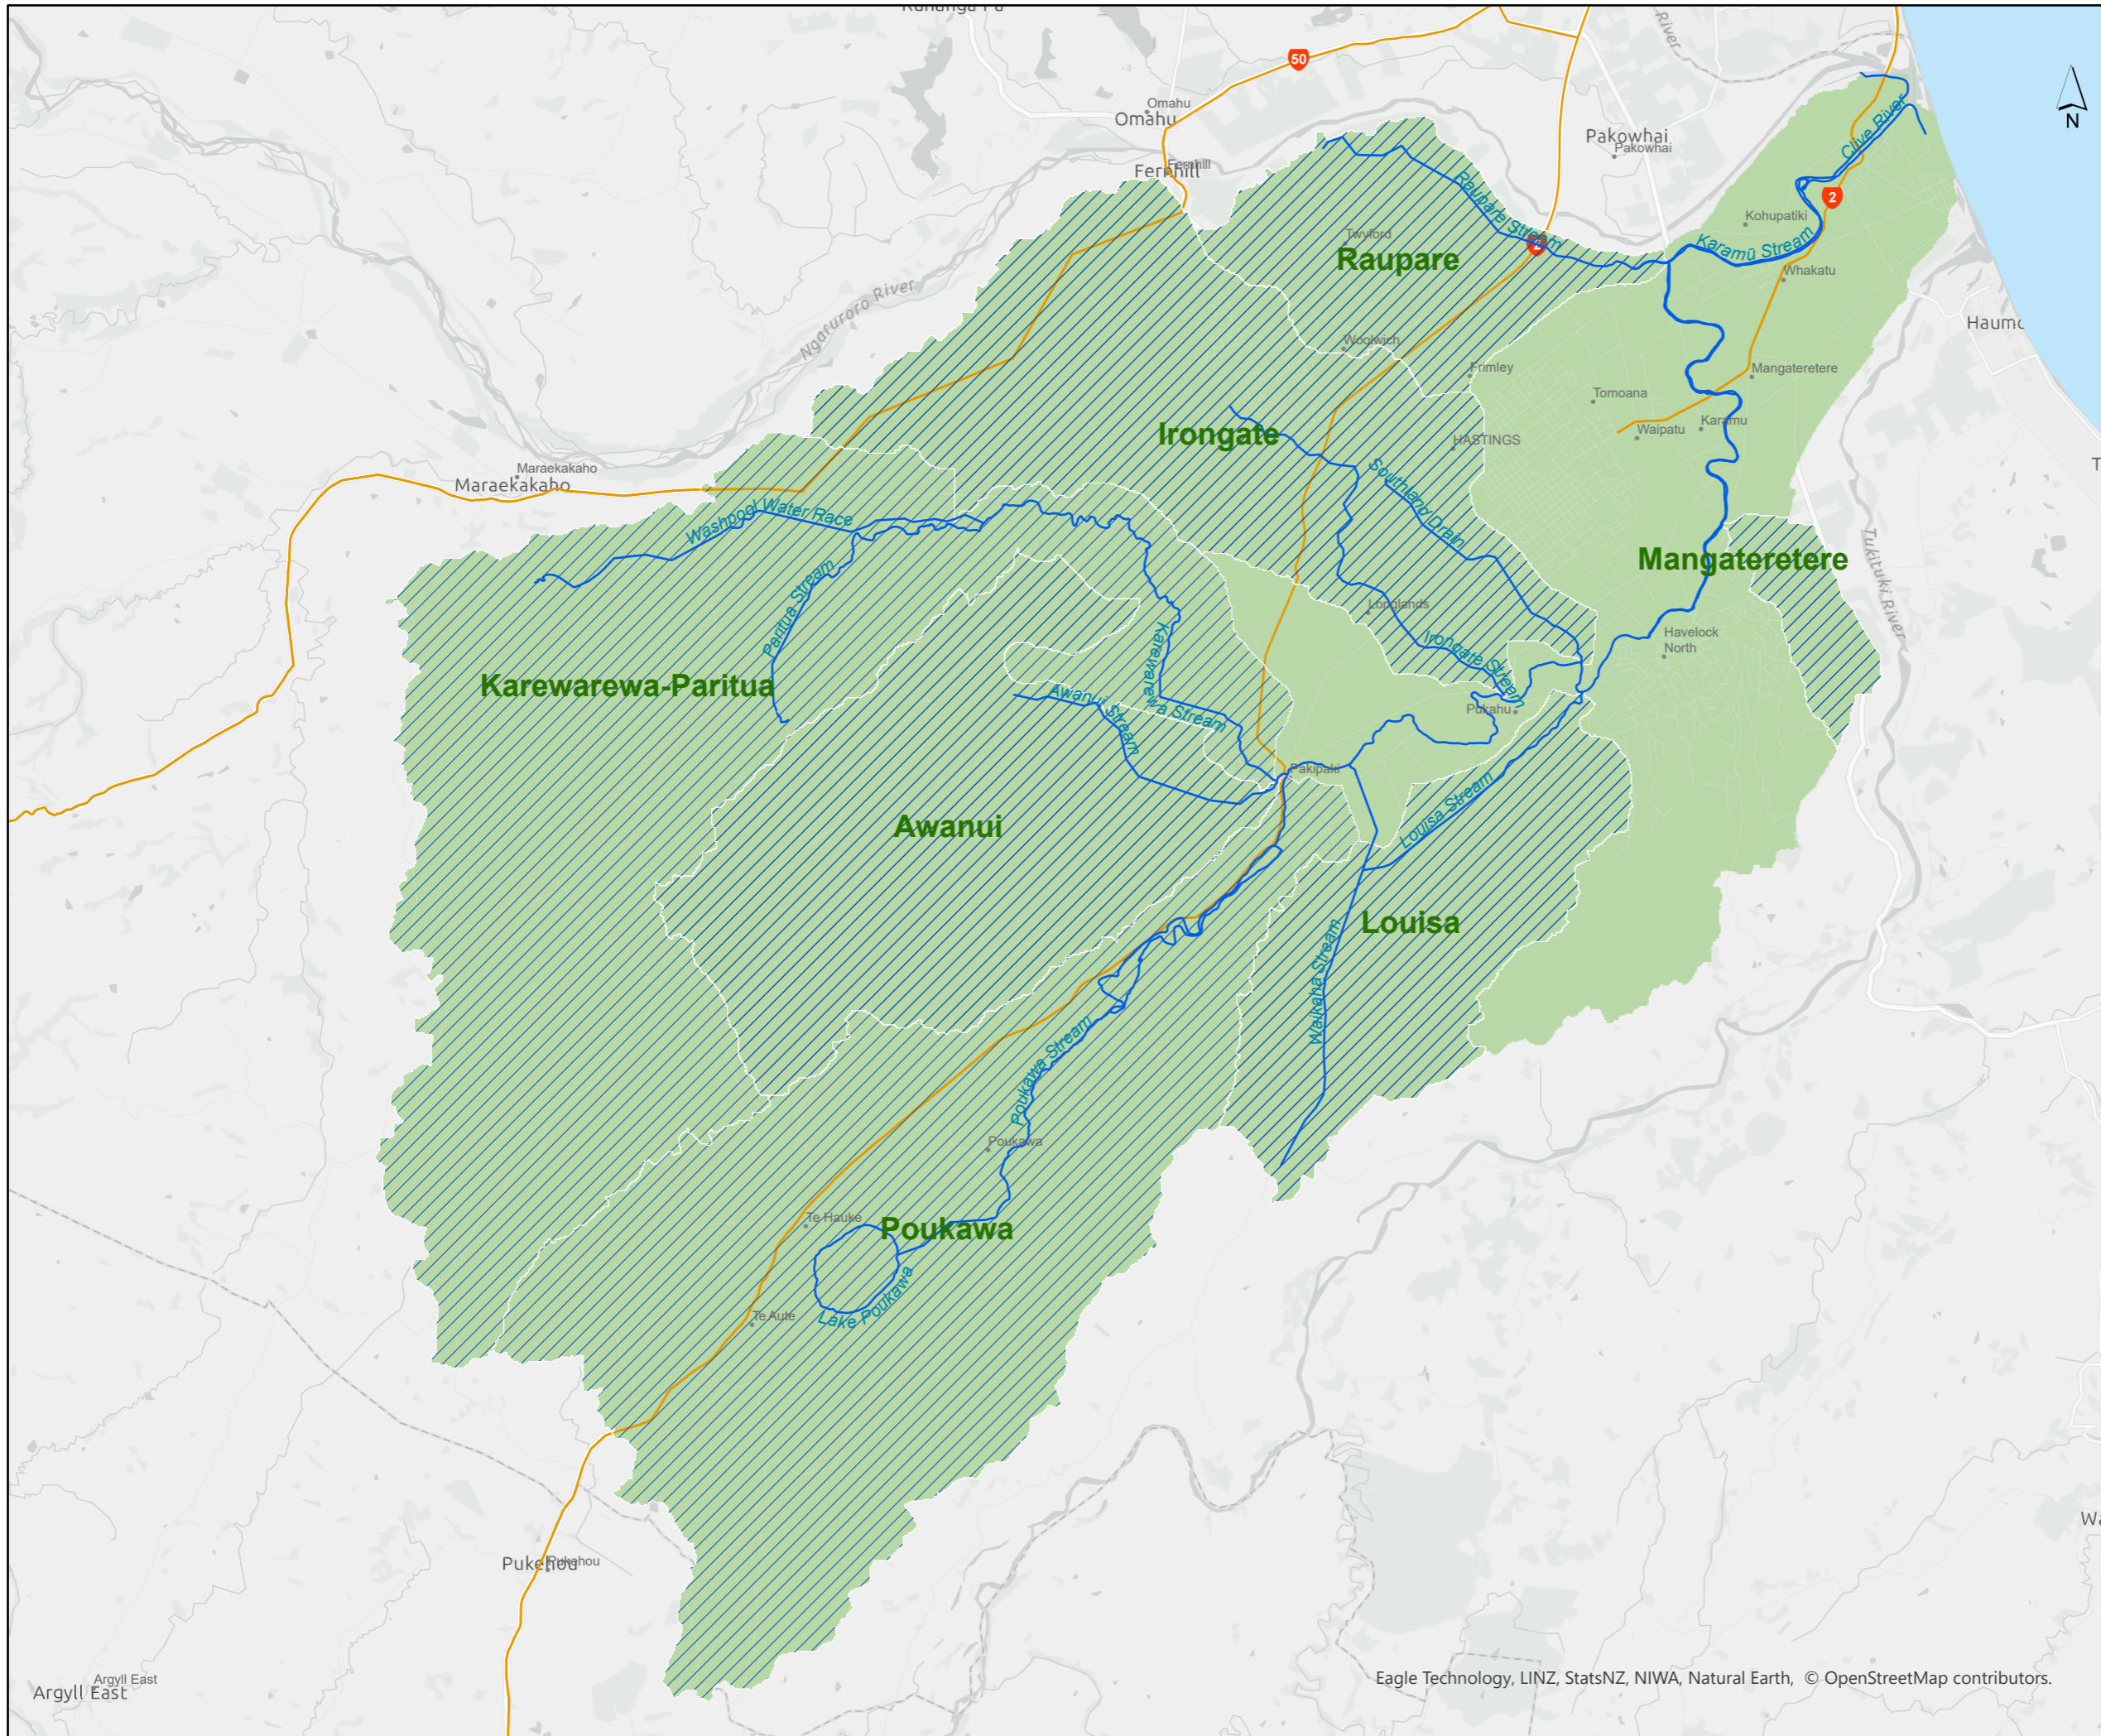 50
River
N
Omahu
Omahu
Pakowhai
Pakowhai
Clive River
Fernhill
Fernhill
Raupare Stream
2
Kohupatiki
Twyford
Raupare
2
Karamū Stream
Whakatu
Ngaruroro River
Haumo
Woolwich
Frimley
Mangateretere
Tomoana
Irongate
HASTINGS
Waipatu
Karamu
Maraekakaho
Maraekakaho
Southland Drain
Washpool Water Race
Mangateretere
Tukituki River
Paritua Stream
Longlands
Karewarewa Stream
Irongate Stream
Havelock
North
Karewarewa-Paritua
Awanui Stream
Pukahu
Pakipaki
Louisa Stream
Awanui
Louisa
Waikaha Stream
Poukawa Stream
Poukawa
Te Hauke
Poukawa
Lake Poukawa
Te Aute
Pukehou
Pukehou
Argyll East
Argyll East
Eagle Technology, LINZ, StatsNZ, NIWA, Natural Earth, © OpenStreetMap contributors.